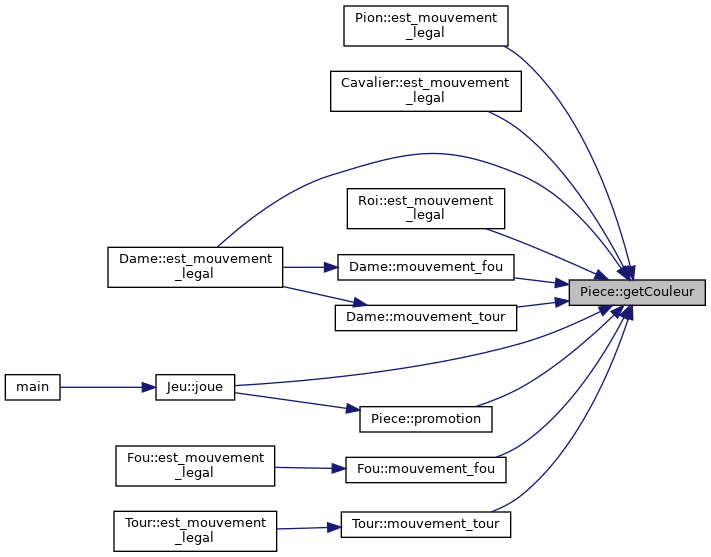 Pion::est_mouvement
_legal
Cavalier::est_mouvement
_legal
Roi::est_mouvement
_legal
Dame::est_mouvement
_legal
Dame::mouvement_fou
Piece::getCouleur
Dame::mouvement_tour
main
Jeu::joue
Piece::promotion
Fou::est_mouvement
_legal
Fou::mouvement_fou
Tour::est_mouvement
_legal
Tour::mouvement_tour